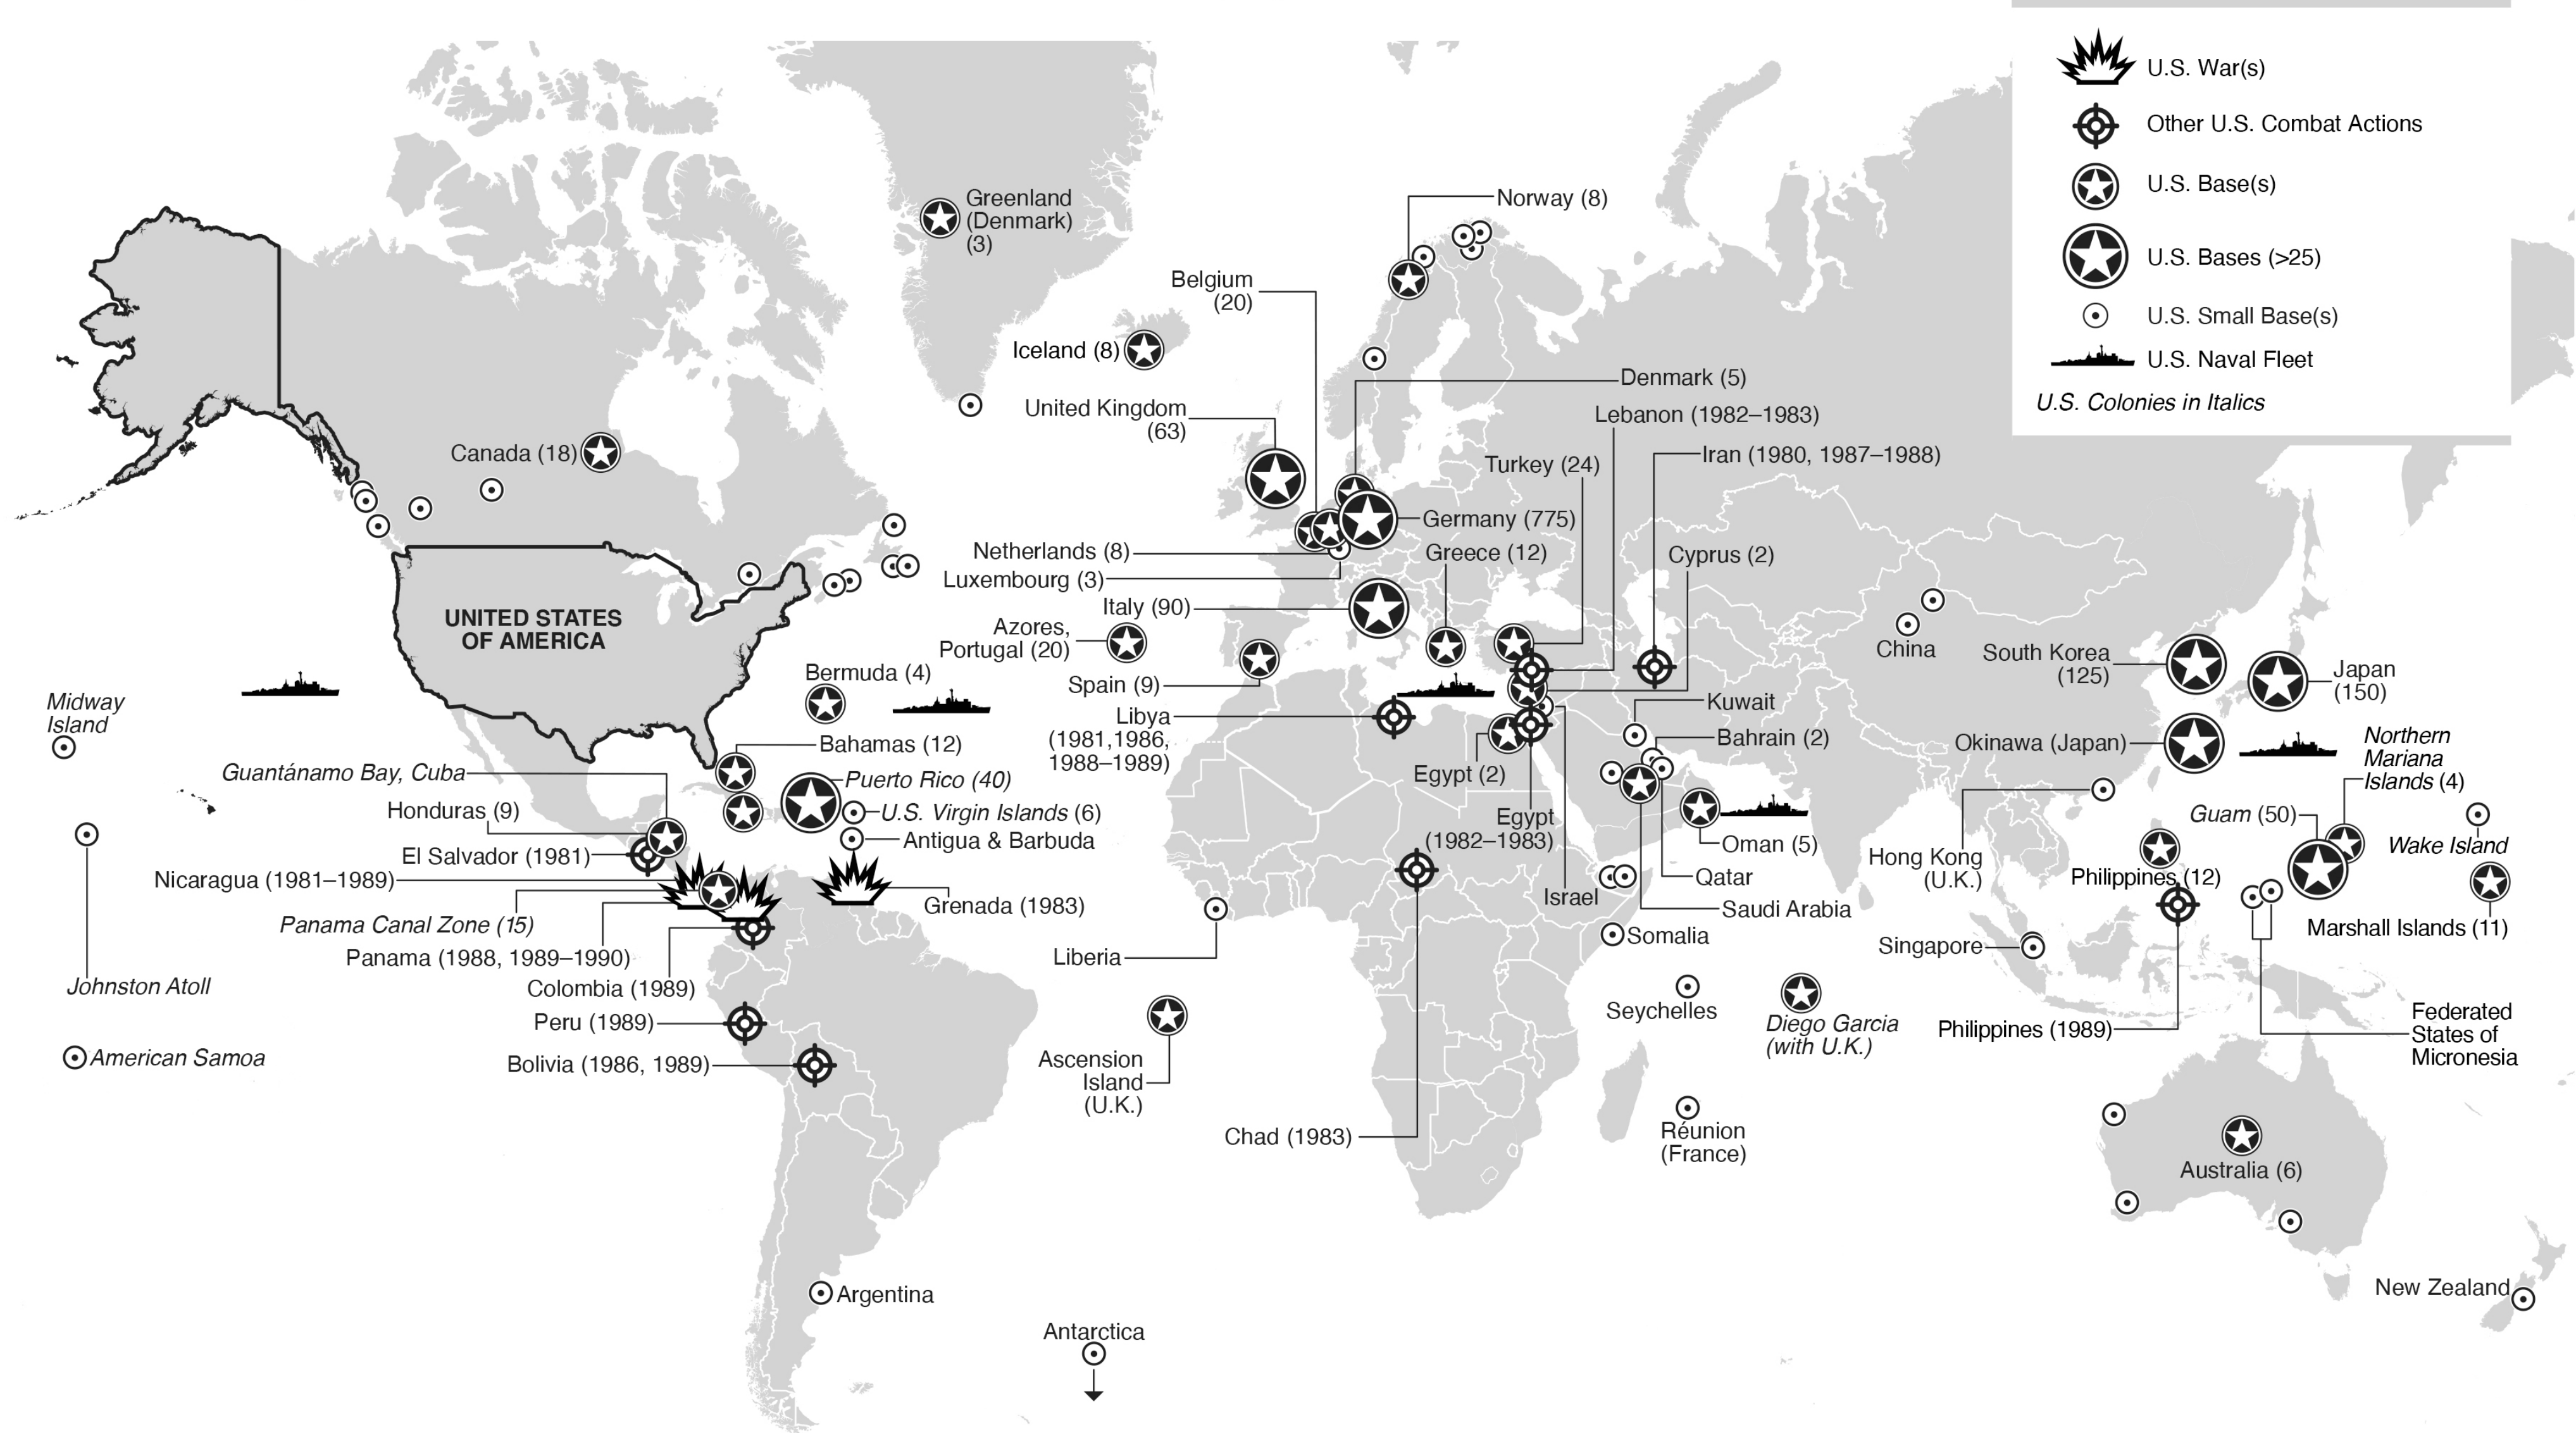 U.S. War(s)
Other U.S. Combat Actions
U.S. Base(s)
U.S. Bases (>25)
U.S. Small Base(s)
U.S. Naval Fleet
U.S. Colonies in Italics
Greenland
(Denmark)
(3)
Norway (8)
Belgium
(20)
Iceland (8)
Denmark (5)
United Kingdom
(63)
Lebanon (1982–1983)
Canada (18)
Turkey (24)
Iran (1980, 1987–1988)
Germany (775)
Netherlands (8)
Greece (12)
Cyprus (2)
Luxembourg (3)
Italy (90)
UNITED STATES
OF AMERICA
Azores,
Portugal (20)
China
South Korea
(125)
Japan
(150)
Bermuda (4)
Spain (9)
Midway
Island
Kuwait
Libya
(1981,1986,
1988–1989)
Bahamas (12)
Bahrain (2)
Okinawa (Japan)
Northern
Mariana
Islands (4)
Guantánamo Bay, Cuba
Puerto Rico (40)
Egypt (2)
Honduras (9)
U.S. Virgin Islands (6)
Egypt
(1982–1983)
Guam (50)
Antigua & Barbuda
Oman (5)
Wake Island
El Salvador (1981)
Hong Kong
(U.K.)
Nicaragua (1981–1989)
Qatar
Philippines (12)
Israel
Grenada (1983)
Saudi Arabia
Panama Canal Zone (15)
Marshall Islands (11)
Somalia
Singapore
Panama (1988, 1989–1990)
Liberia
Johnston Atoll
Colombia (1989)
Seychelles
Diego Garcia
(with U.K.)
Peru (1989)
Philippines (1989)
Federated
States of
Micronesia
American Samoa
Bolivia (1986, 1989)
Ascension
Island
(U.K.)
Chad (1983)
Réunion
(France)
Australia (6)
Argentina
New Zealand
Antarctica